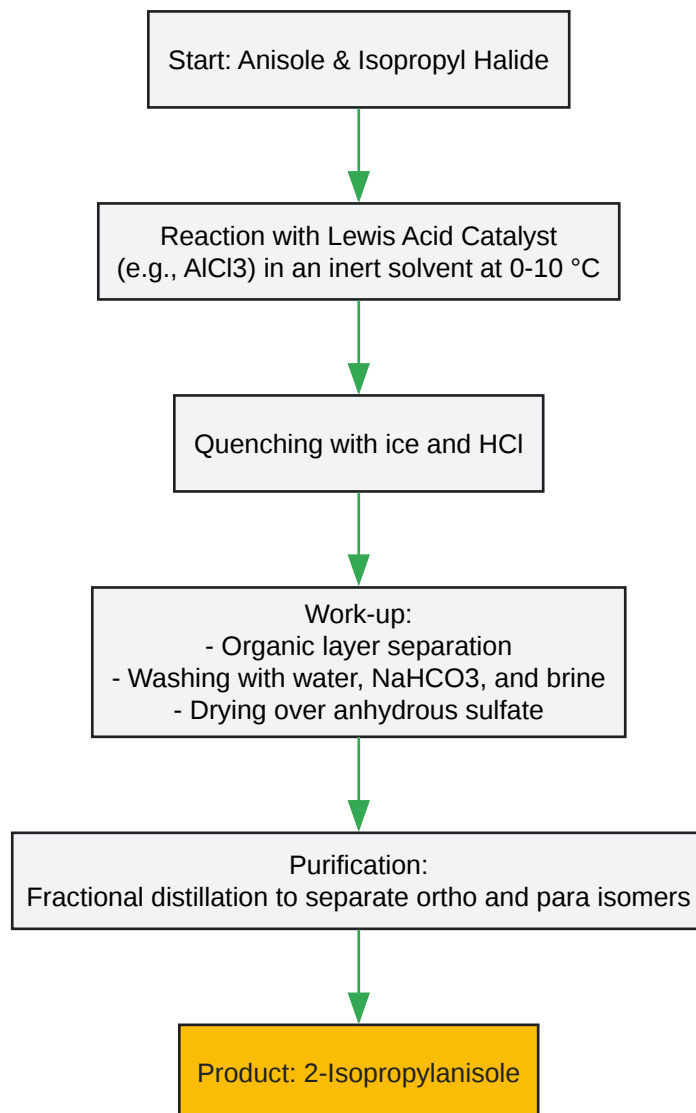 Start: Anisole & Isopropyl Halide
Reaction with Lewis Acid Catalyst
(e.g., AlCl3) in an inert solvent at 0-10 °C
Quenching with ice and HCl
Work-up:
- Organic layer separation
- Washing with water, NaHCO3, and brine
- Drying over anhydrous sulfate
Purification:
Fractional distillation to separate ortho and para isomers
Product: 2-Isopropylanisole